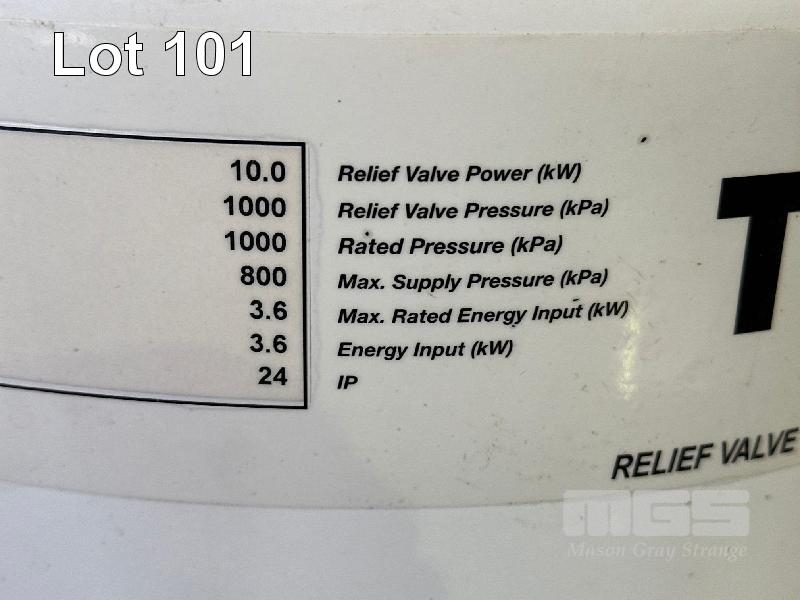 Lot 101
10.0 Relief Valve Power (kW)
1000 Relief Valve Pressure (kPa)
1000 Rated Pressure (kPa)
800 Max. Supply Pressure (kPa)
3.6 Max. Rated Energy Input (kW)
3.6 Energy Input (kW)
24 IP
T
RELIEF VALVE
MGS
Mason Gray Strange